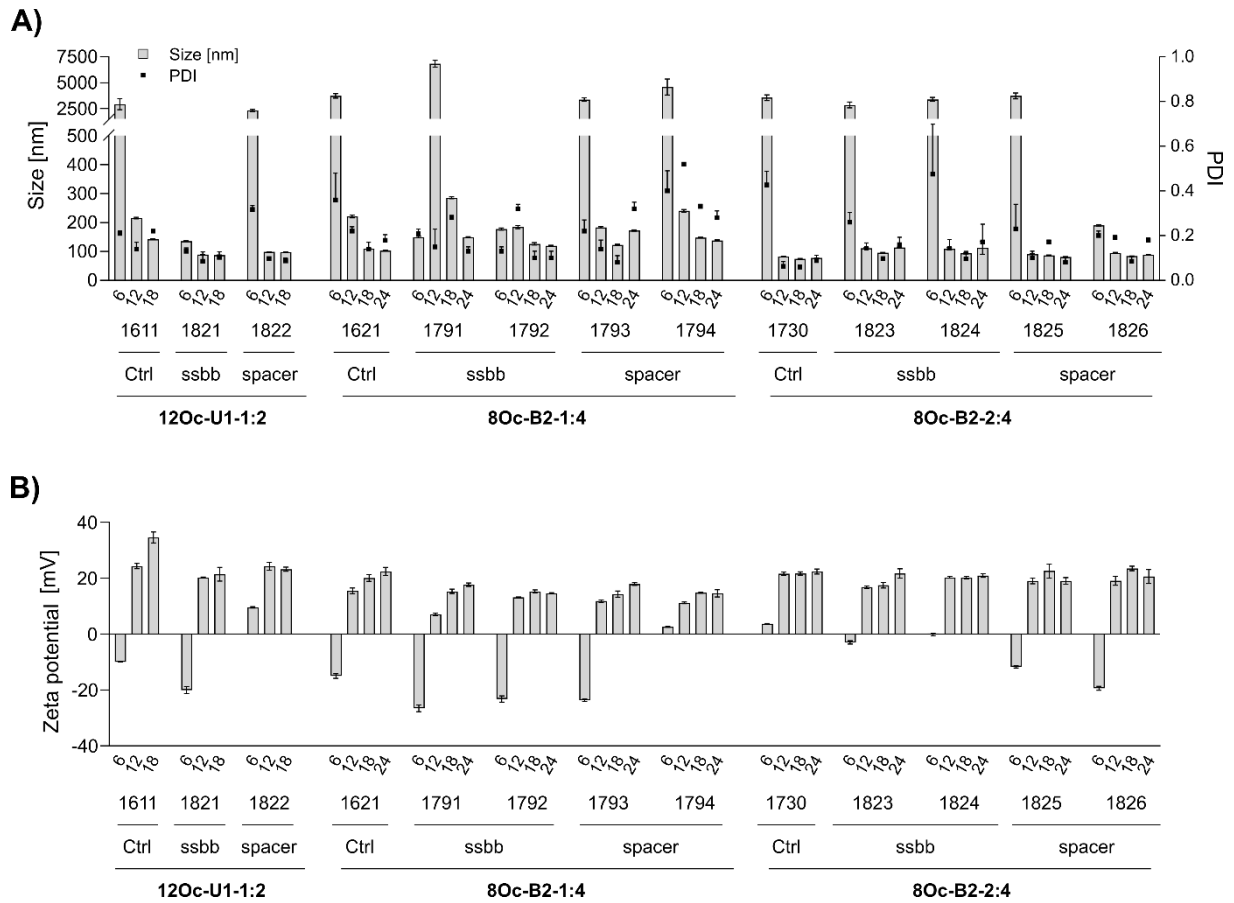 A)
Size [nm]
PDI
7500
5000
2500
500
400
300
200
100
0
Size [nm]
1.0
0.8
0.6
0.4
0.2
0.0
PDI
6 12 18 6 12 18 6 12 18 6 12 18 24 6 12 18 24 6 12 18 24 6 12 18 24 6 12 18 24 6 12 18 24 6 12 18 24 6 12 18 24 6 12 18 24 6 12 18 24
1611 1821 1822 1621 1791 1792 1793 1794 1730 1823 1824 1825 1826
Ctrl ssbb spacer Ctrl ssbb spacer Ctrl ssbb spacer
12Oc-U1-1:2 8Oc-B2-1:4 8Oc-B2-2:4
B)
40
20
0
-20
-40
Zeta potential [mV]
6 12 18 6 12 18 6 12 18 6 12 18 24 6 12 18 24 6 12 18 24 6 12 18 24 6 12 18 24 6 12 18 24 6 12 18 24 6 12 18 24 6 12 18 24 6 12 18 24
1611 1821 1822 1621 1791 1792 1793 1794 1730 1823 1824 1825 1826
Ctrl ssbb spacer Ctrl ssbb spacer Ctrl ssbb spacer
12Oc-U1-1:2 8Oc-B2-1:4 8Oc-B2-2:4